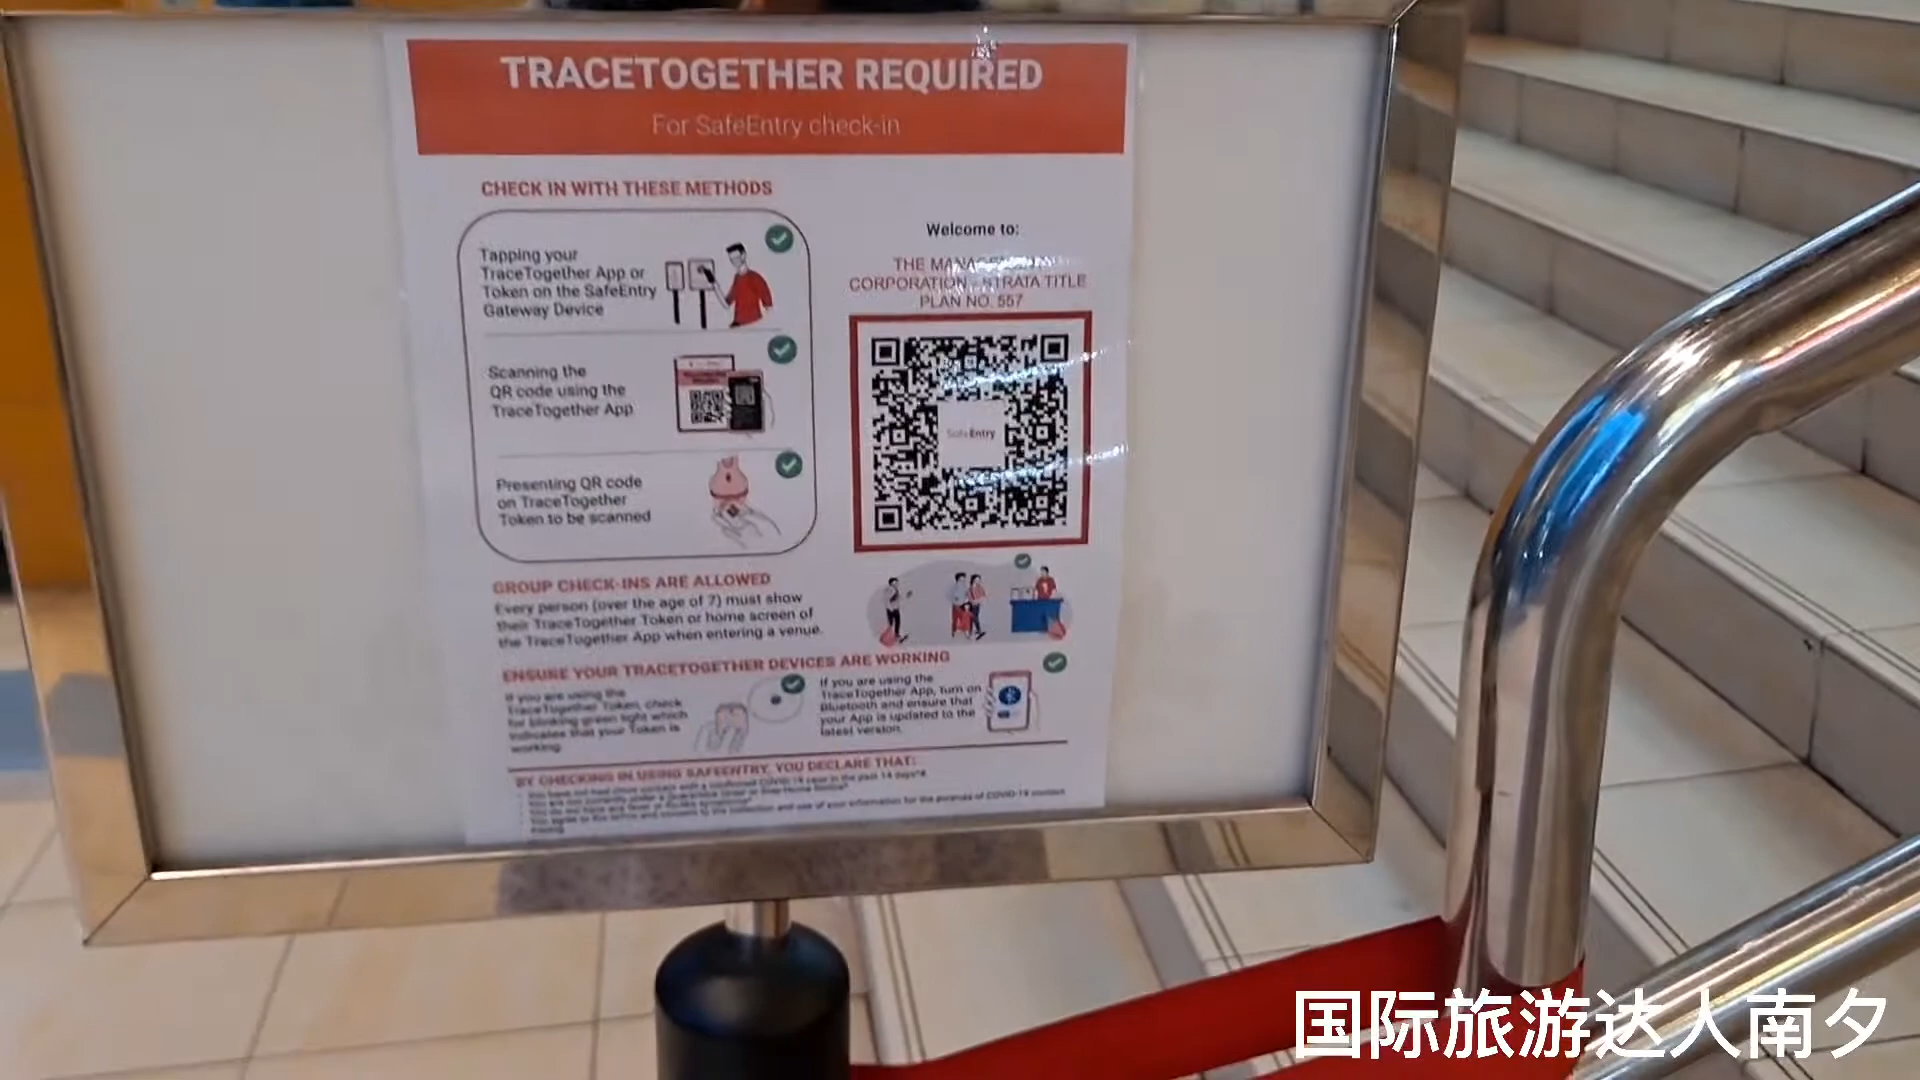 TRACETOGETHER REQUIRED
For SafeEntry check-in
CHECK IN WITH THESE METHODS
Tapping your
TraceTogether App or
Token on the SafeEntry
Gateway Device
Scanning the
QR code using the
TraceTogether App
Presenting QR code
on TraceTogether
Token to be scanned
Welcome to:
THE
CORPORATION - STRATA TITLE
PLAN NO. 557
SafeEntry
GROUP CHECK-INS ARE ALLOWED
Every person (over the age of 7) must show
their TraceTogether Token or home screen of
the TraceTogether App when entering a venue.
ENSURE YOUR TRACETOGETHER DEVICES ARE WORKING
If you are using the
TraceTogether Token, check
for blinking green light which
indicates that your Token is
working.
If you are using the
TraceTogether App, turn on
Bluetooth and ensure that
your App is updated to the
latest version.
BY CHECKING IN USING SAFEENTRY, YOU DECLARE THAT:
国际旅游达人南夕